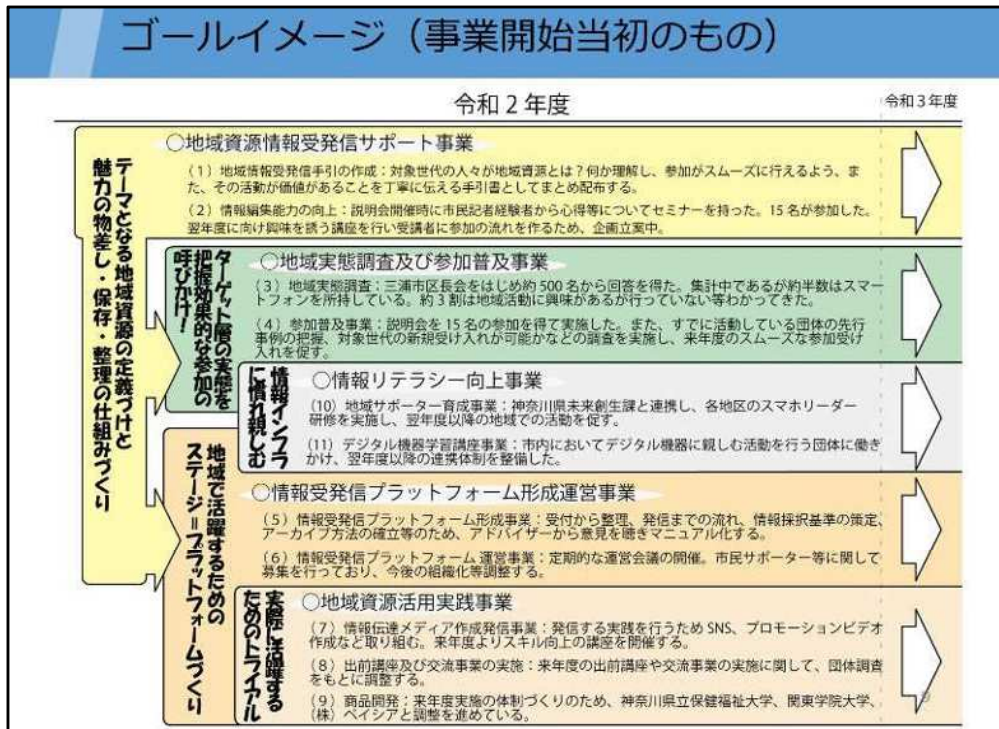 ゴールイメージ（事業開始当初のもの）
令和２年度
令和３年度
テーマとなる地域資源の定義づけと
魅力の物差し・保存・整理の仕組みづくり
○地域資源情報受発信サポート事業
（1）地域情報受発信手引の作成：対象世代の人々が地域資源とは？何か理解し、参加がスムーズに行えるよう、ま
た、その活動が価値があることを丁寧に伝える手引書としてまとめ配布する。
（2）情報編集能力の向上：説明会開催時に市民記者経験者から心得等についてセミナーを持った。15 名が参加した。
翌年度に向け興味を誘う講座を行い受講者に参加の流れを作るため、企画立案中。
ターゲット層の実態を
把握効果的な参加の
呼びかけ！
○地域実態調査及び参加普及事業
（3）地域実態調査：三浦市区長会をはじめ約 500 名から回答を得た。集計中であるが約半数はスマー
トフォンを所持している。約 3 割は地域活動に興味があるが行っていない等わかってきた。
（4）参加普及事業：説明会を 15 名の参加を得て実施した。また、すでに活動している団体の先行
事例の把握、対象世代の新規受け入れが可能かなどの調査を実施し、来年度のスムーズな参加受け
入れを促す。
情報インフラ
に慣れ親しむ
○情報リテラシー向上事業
（10）地域サポーター育成事業：神奈川県未来創生課と連携し、各地区のスマホリーダー
研修を実施し、翌年度以降の地域での活動を促す。
（11）デジタル機器学習講座事業：市内においてデジタル機器に親しむ活動を行う団体に働き
かけ、翌年度以降の連携体制を整備した。
地域で活躍するための
ステージ＝プラットフォームづくり
○情報受発信プラットフォーム形成運営事業
（5）情報受発信プラットフォーム形成事業：受付から整理、発信までの流れ、情報採択基準の策定、
アーカイブ方法の確立等のため、アドバイザーから意見を聴きマニュアル化する。
（6）情報受発信プラットフォーム 運営事業：定期的な運営会議の開催。市民サポーター等に関して
募集を行っており、今後の組織化等調整する。
実際に活躍する
ためのトライアル
○地域資源活用実践事業
（7）情報伝達メディア作成発信事業：発信する実践を行うため SNS、プロモーションビデオ
作成など取り組む。来年度よりスキル向上の講座を開催する。
（8）出前講座及び交流事業の実施：来年度の出前講座や交流事業の実施に関して、団体調査
をもとに調整する。
（9）商品開発：来年度実施の体制づくりのため、神奈川県立保健福祉大学、関東学院大学、
（株）ベイシアと調整を進めている。